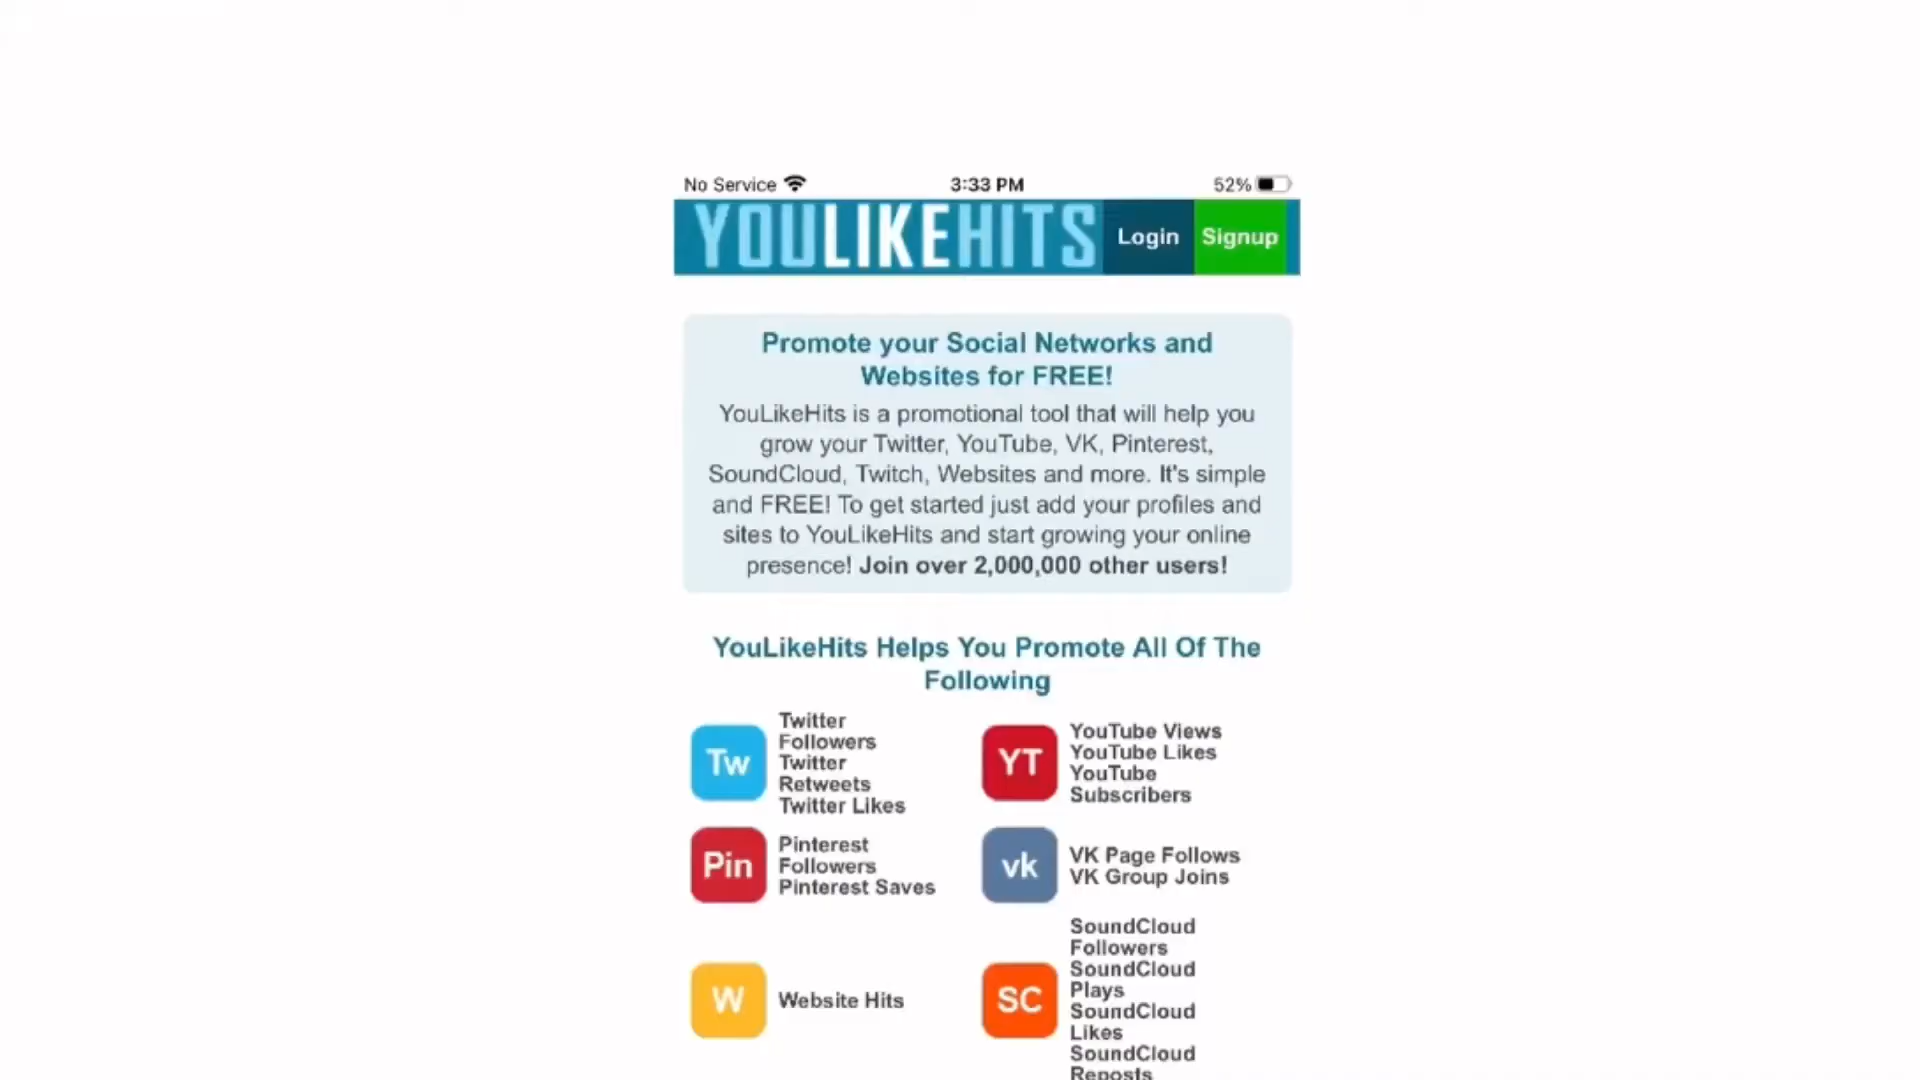 No Service 3:33 PM 52%
YOULIKEHITS Login Signup
Promote your Social Networks and
Websites for FREE!
YouLikeHits is a promotional tool that will help you
grow your Twitter, YouTube, VK, Pinterest,
SoundCloud, Twitch, Websites and more. It's simple
and FREE! To get started just add your profiles and
sites to YouLikeHits and start growing your online
presence! Join over 2,000,000 other users!
YouLikeHits Helps You Promote All Of The
Following
Tw
Twitter
Followers
Twitter
Retweets
Twitter Likes
YT
YouTube Views
YouTube Likes
YouTube
Subscribers
Pin
Pinterest
Followers
Pinterest Saves
vk
VK Page Follows
VK Group Joins
W
Website Hits
SC
SoundCloud
Followers
SoundCloud
Plays
SoundCloud
Likes
SoundCloud
Reposts